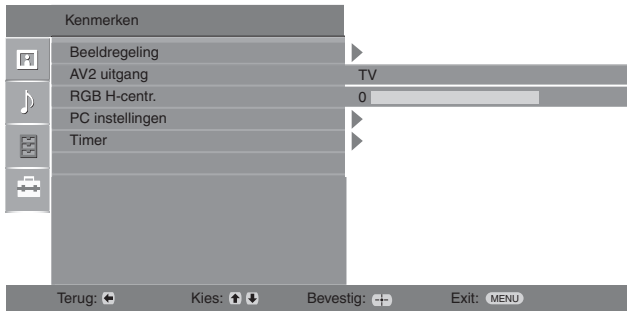 Kenmerken
Beeldregeling
AV2 uitgang TV
RGB H-centr. 0
PC instellingen
Timer
Terug: Kies: Bevestig: Exit: MENU